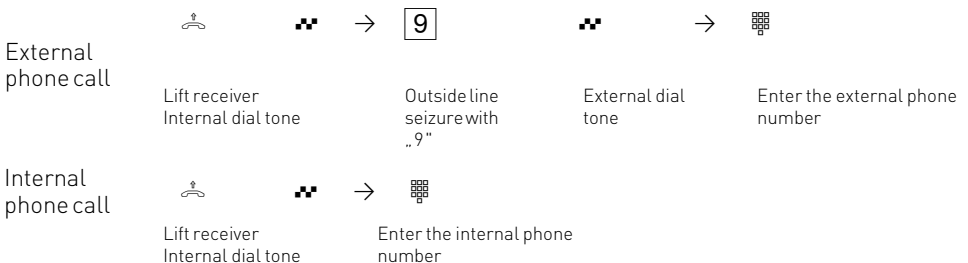 External
phone call
9
Lift receiver
Internal dial tone
Outside line
seizure with
„9"
External dial
tone
Enter the external phone
number
Internal
phone call
Lift receiver
Internal dial tone
Enter the internal phone
number